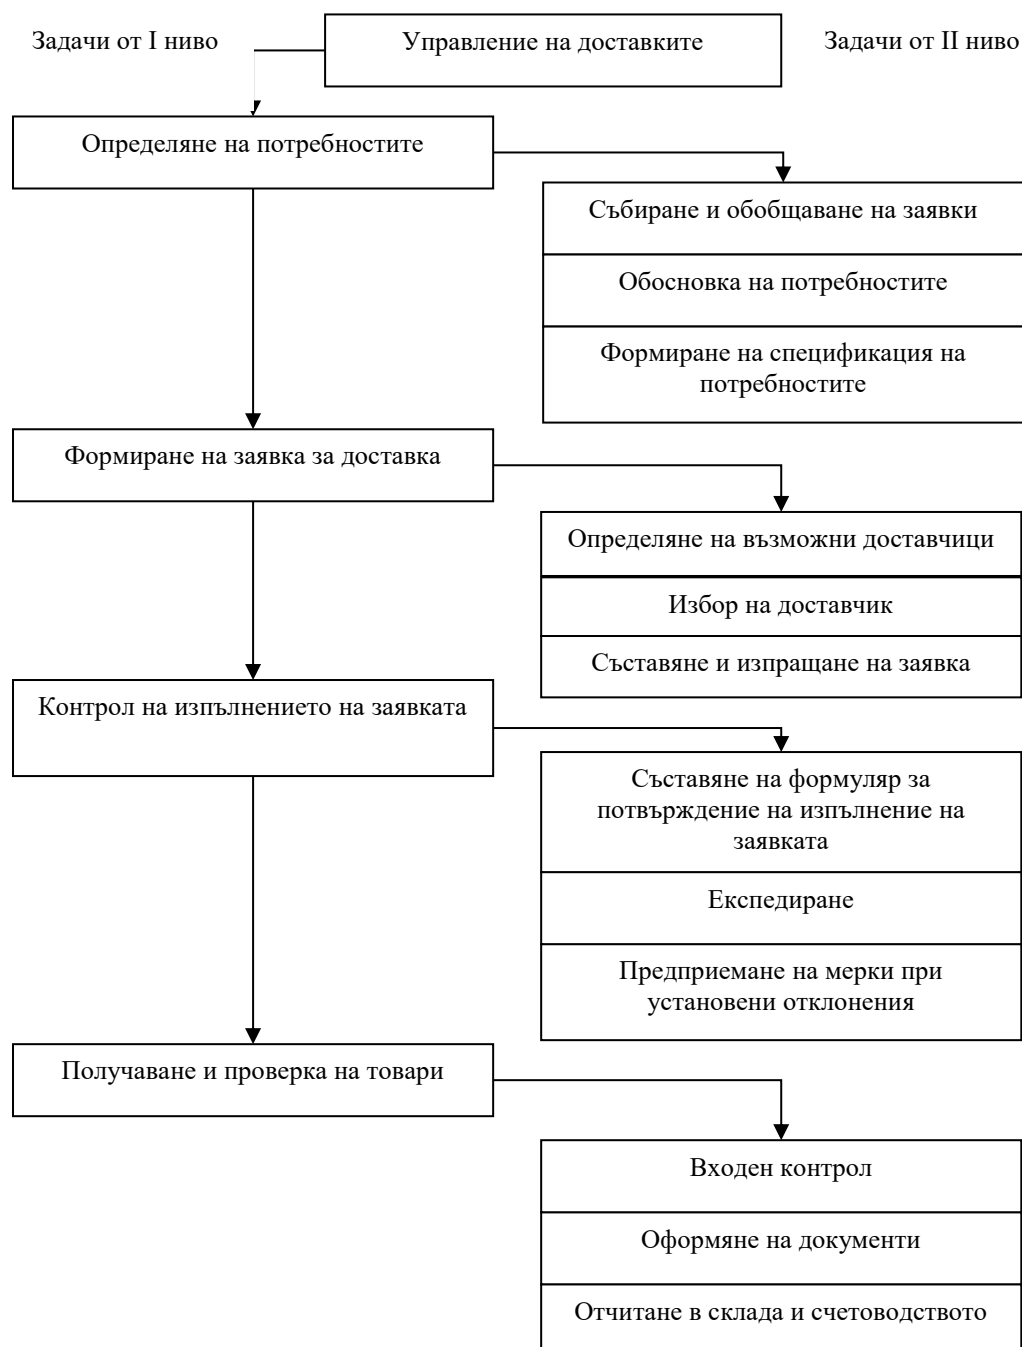 Задачи от I ниво
Управление на доставките
Задачи от II ниво
Определяне на потребностите
Събиране и обобщаване на заявки
Обосновка на потребностите
Формиране на спецификация на
потребностите
Формиране на заявка за доставка
Определяне на възможни доставчици
Избор на доставчик
Съставяне и изпращане на заявка
Контрол на изпълнението на заявката
Съставяне на формуляр за
потвърждение на изпълнение на
заявката
Експедиране
Предприемане на мерки при
установени отклонения
Получаване и проверка на товари
Входен контрол
Оформяне на документи
Отчитане в склада и счетоводството